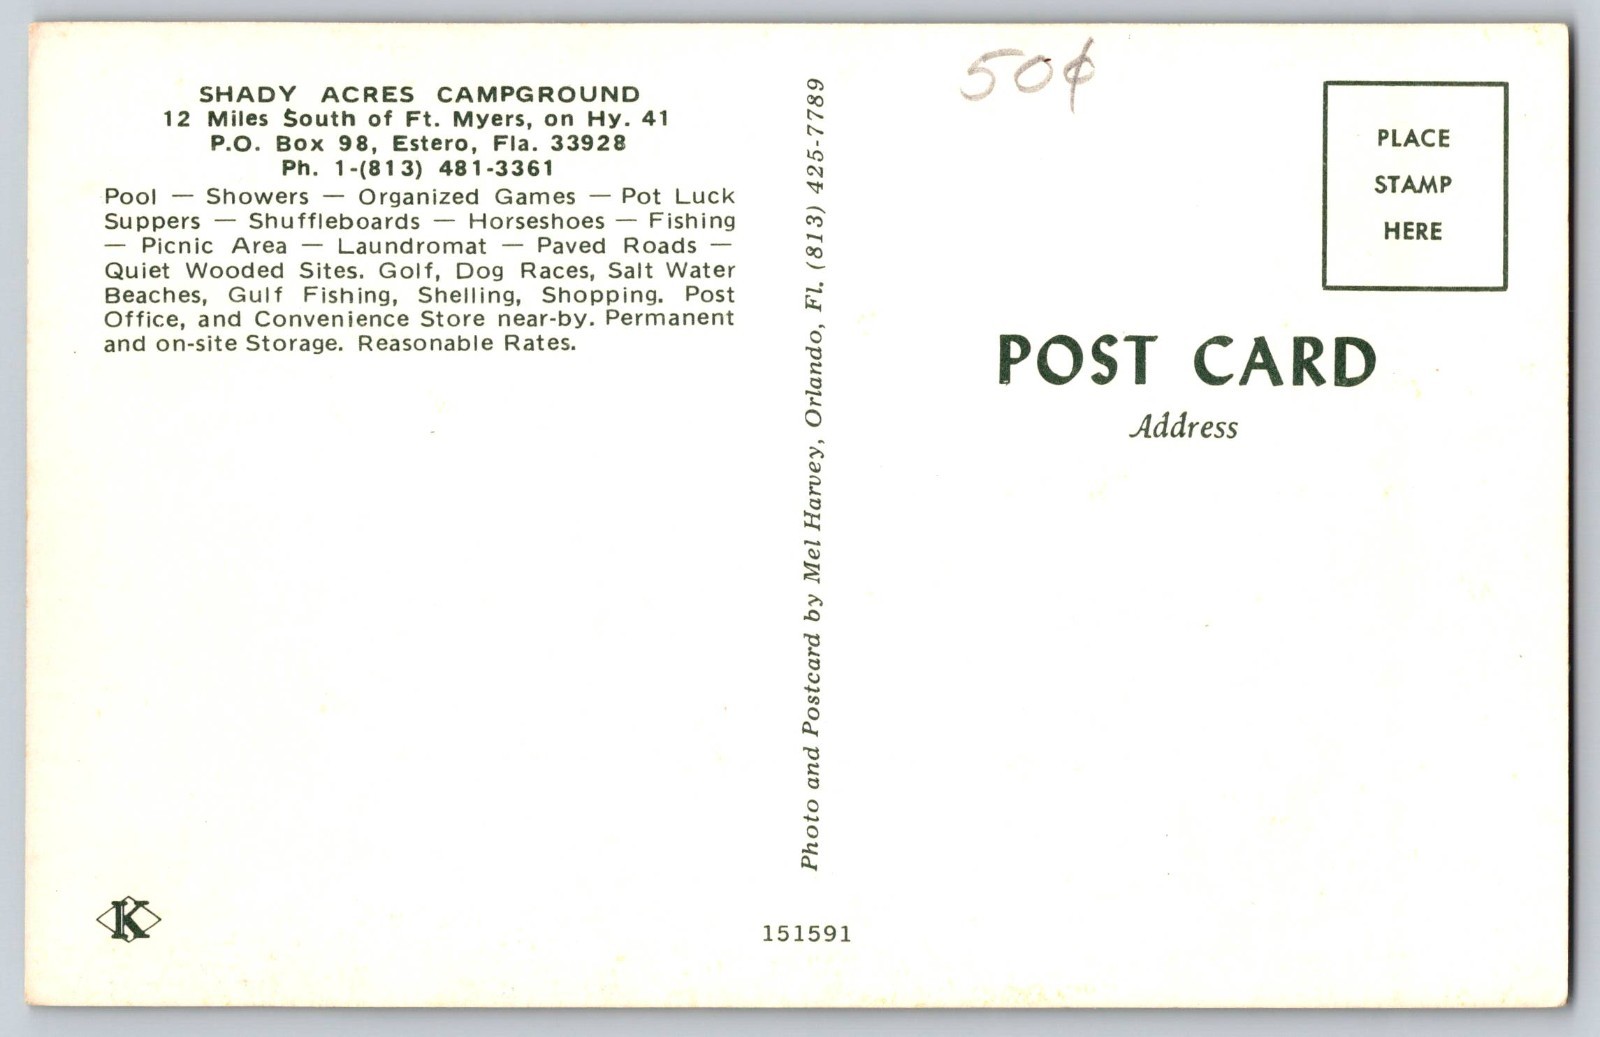 SHADY ACRES CAMPGROUND
12 Miles South of Ft. Myers, on Hy. 41
P.O. Box 98, Estero, Fla. 33928
Ph. 1-(813) 481-3361
Pool — Showers — Organized Games — Pot Luck
Suppers — Shuffleboards — Horseshoes — Fishing
— Picnic Area — Laundromat — Paved Roads —
Quiet Wooded Sites. Golf, Dog Races, Salt Water
Beaches, Gulf Fishing, Shelling, Shopping. Post
Office, and Convenience Store near-by. Permanent
and on-site Storage. Reasonable Rates.
K
Photo and Postcard by Mel Harvey, Orlando, Fl. (813) 425-7789
151591
50¢
PLACE
STAMP
HERE
POST CARD
Address